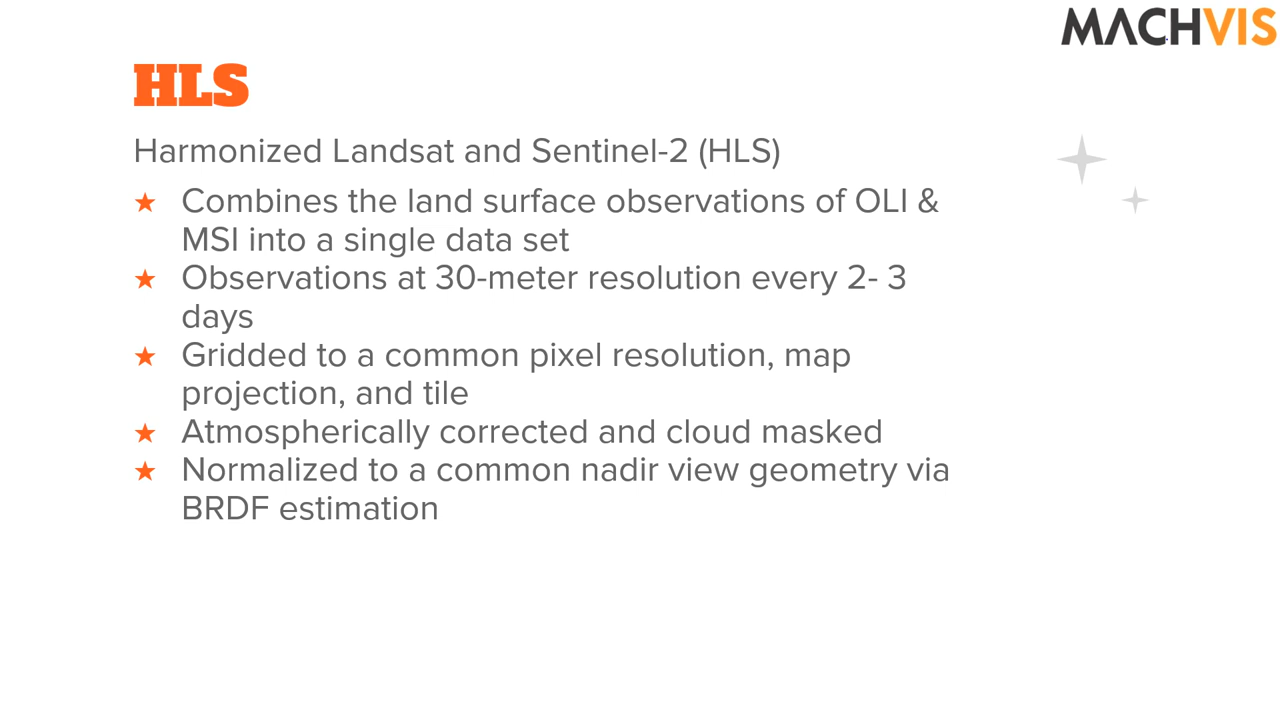 MACHVIS
HLS
Harmonized Landsat and Sentinel-2 (HLS)
★ Combines the land surface observations of OLI &
MSI into a single data set
★ Observations at 30-meter resolution every 2- 3
days
★ Gridded to a common pixel resolution, map
projection, and tile
★ Atmospherically corrected and cloud masked
★ Normalized to a common nadir view geometry via
BRDF estimation